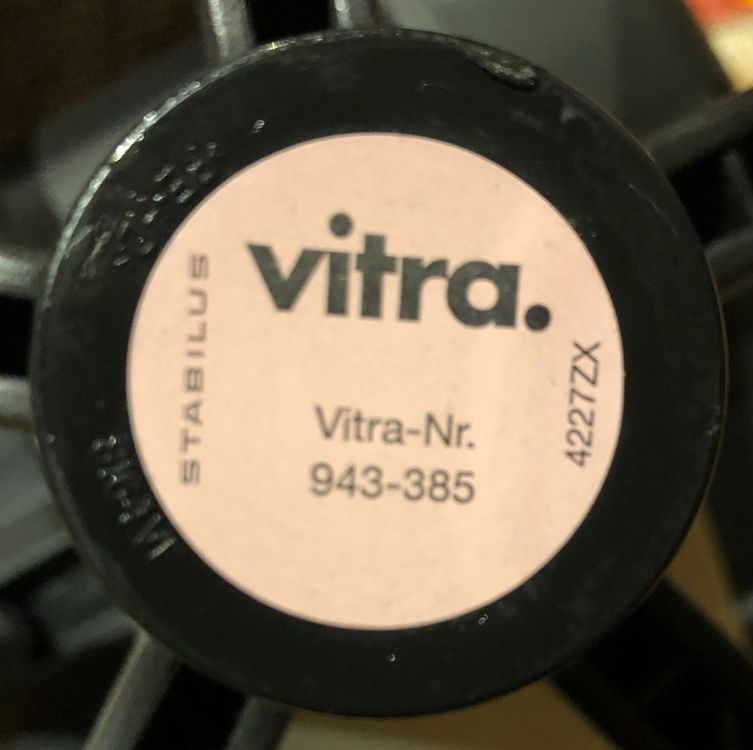 vitra.
STABILUS
Vitra-Nr.
943-385
4227ZX